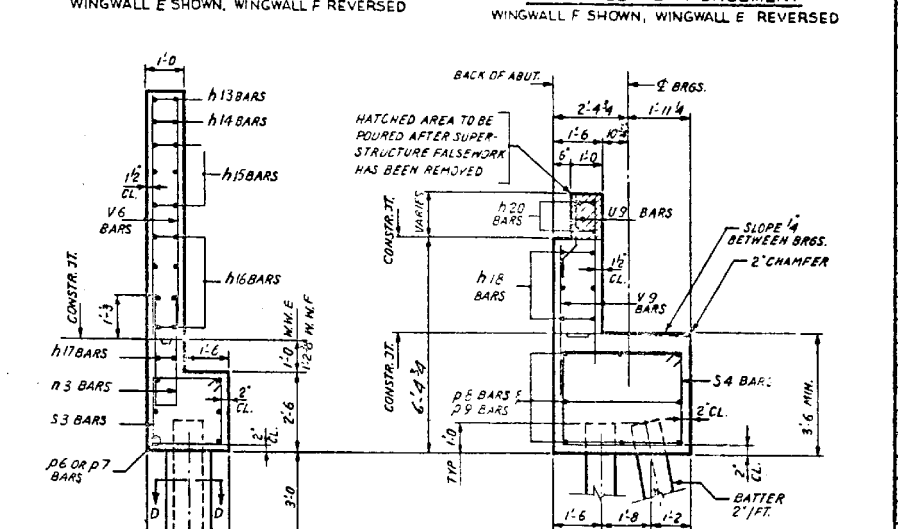 WINGWALL E SHOWN, WINGWALL F REVERSED
WINGWALL F SHOWN, WINGWALL E REVERSED
1'-0
h13 BARS
h14 BARS
h15 BARS
1½"
CL.
V6
BARS
h16 BARS
CONSTR. JT.
1'-3
h17 BARS
n3 BARS
S3 BARS
p6 OR p7
BARS
D
D
1'-6
1'-0 W.W.E
W.W.F
2"
CL.
2'-6
2"
CL.
3'-0
BACK OF ABUT.
℄ BRGS.
2'-4¾
1'-11¼
1'-6
6"
1'-0
HATCHED AREA TO BE
POURED AFTER SUPER-
STRUCTURE FALSEWORK
HAS BEEN REMOVED
CONSTR. JT.
VARIES
h20
BARS
U9 BARS
SLOPE ¼"
BETWEEN BRGS.
2" CHAMFER
1½"
CL.
h18
BARS
V9
BARS
CONSTR. JT.
6'-4¾
S4 BARS
p8 BARS &
p9 BARS
2" CL.
3'-6 MIN.
1'-0
TYP
2"
CL.
BATTER
2"/FT.
1'-6
1'-8
1'-2